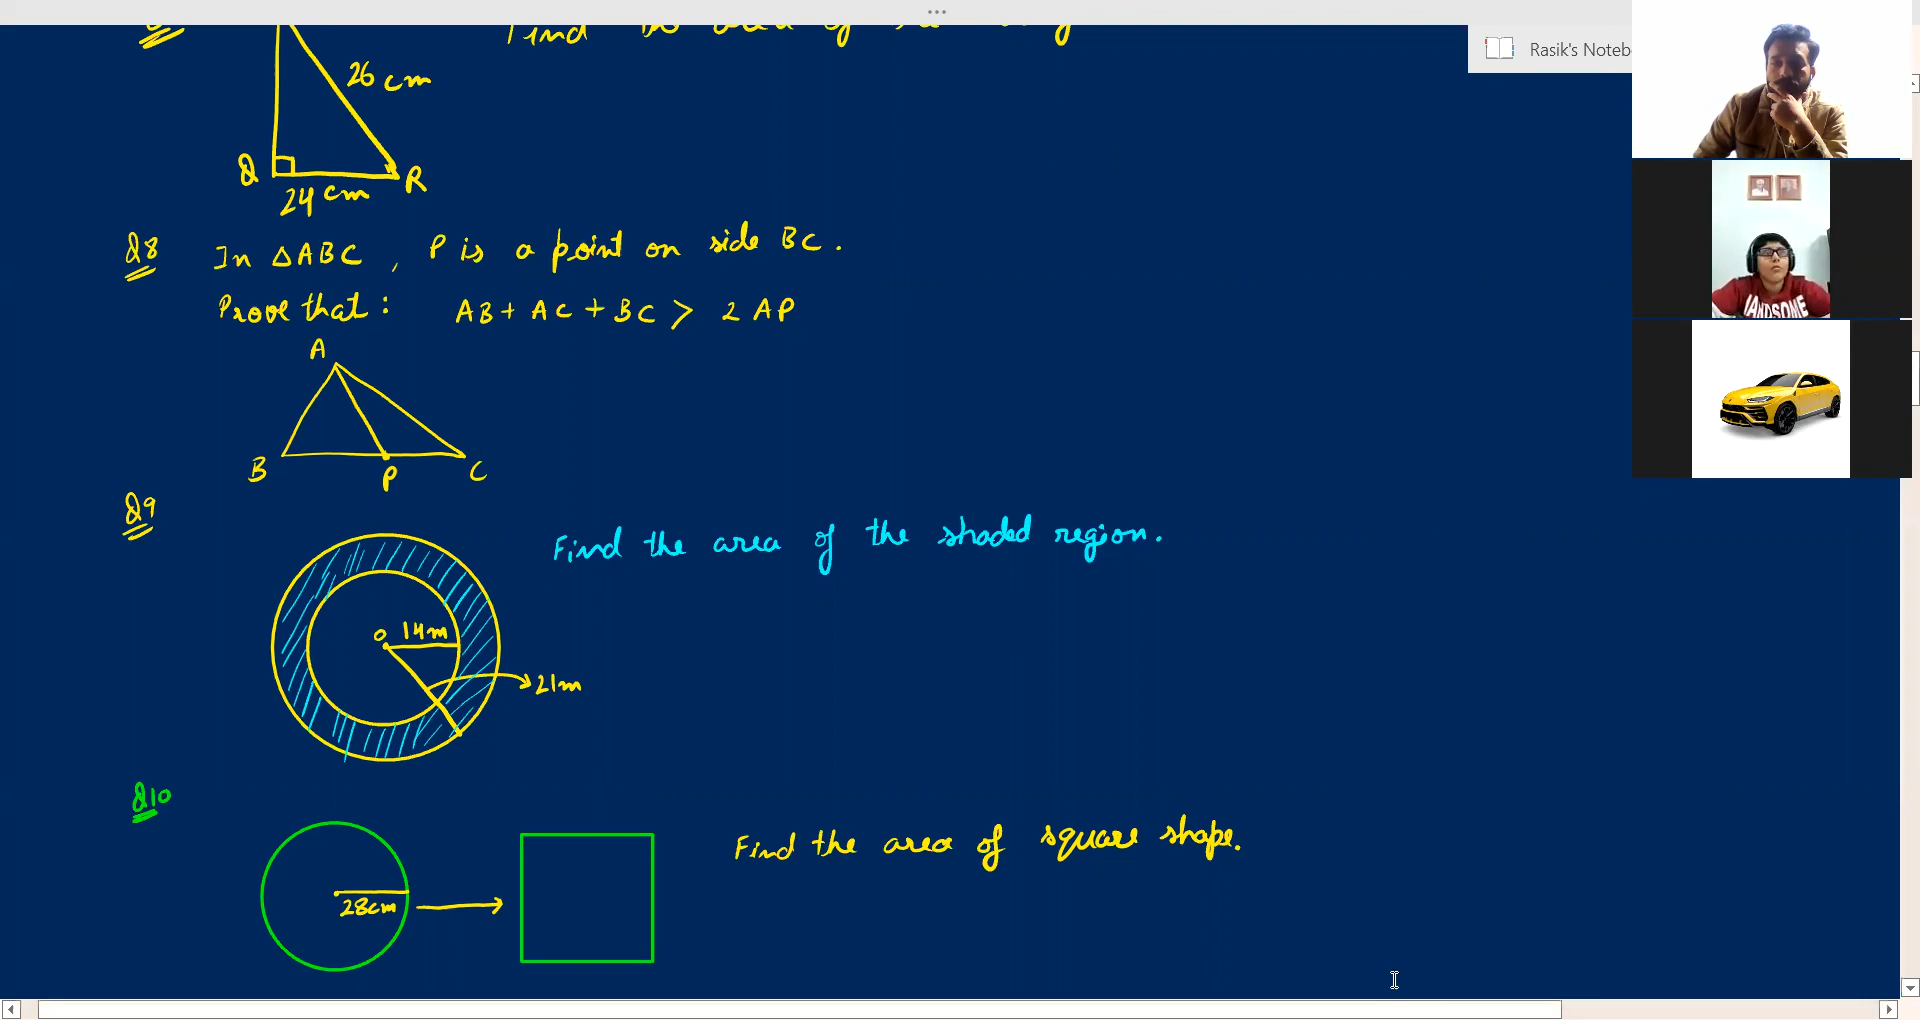 Find
26 cm
Q
R
24 cm
Rasik's Noteb
Q8 In △ABC, P is a point on side BC.
Prove that: AB + AC + BC > 2 AP
A
B
P
C
Q9
Find the area of the shaded region.
O 14m
21m
Q10
Find the area of square shape.
28cm
HANDSOME